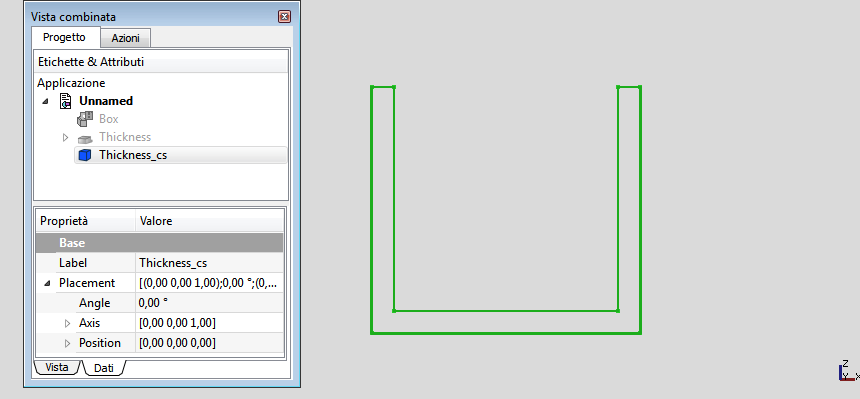 Vista combinata
Progetto Azioni
Etichette & Attributi
Applicazione
Unnamed
Box
Thickness
Thickness_cs
Proprietà Valore
Base
Label Thickness_cs
Placement [(0,00 0,00 1,00);0,00 °;(0,...
Angle 0,00 °
Axis [0,00 0,00 1,00]
Position [0,00 0,00 0,00]
Vista Dati
Z
Y X